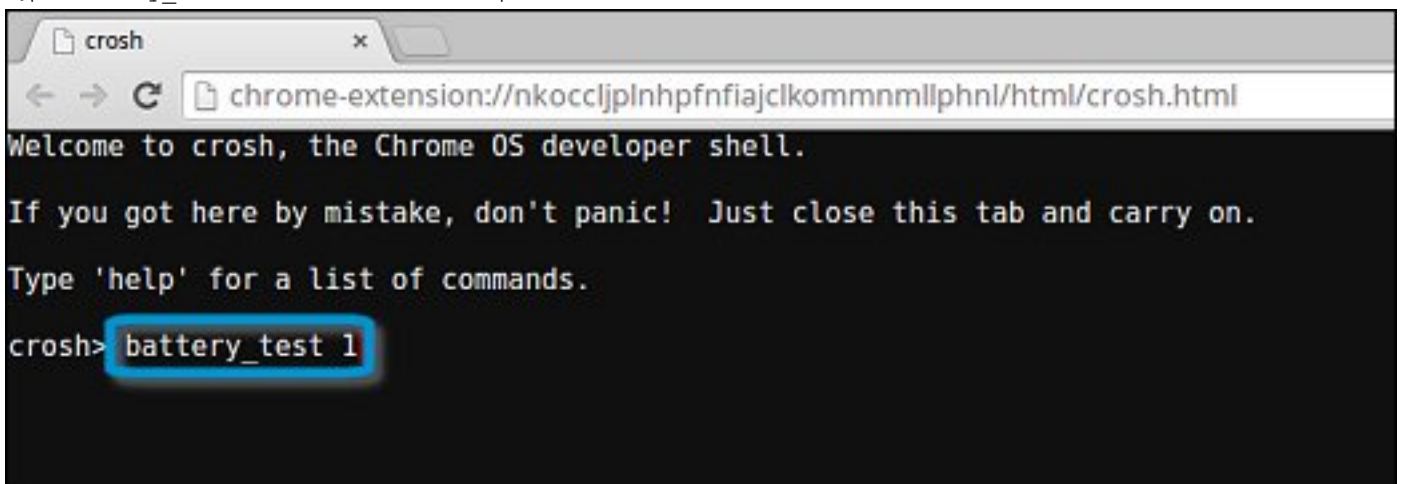 crosh
chrome-extension://nkoccljplnhpfnfiajclkommnmllphnl/html/crosh.html
Welcome to crosh, the Chrome OS developer shell.
If you got here by mistake, don't panic!  Just close this tab and carry on.
Type 'help' for a list of commands.
crosh> battery_test 1